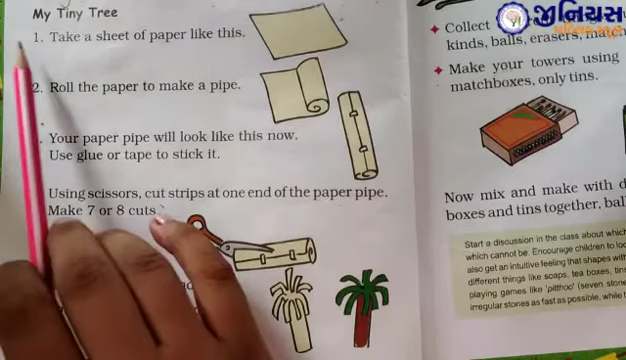 My Tiny Tree
1. Take a sheet of paper like this.
2. Roll the paper to make a pipe.
Your paper pipe will look like this now.
Use glue or tape to stick it.
Using scissors, cut strips at one end of the paper pipe.
Make 7 or 8 cuts
જીનિયસ
Collect
kinds, balls, erasers,
Make your towers using
matchboxes, only tins.
Now mix and make with
boxes and tins together,
Start a discussion in the class about which
which cannot be. Encourage children to
also get an intuitive feeling that shapes
different things like soaps, tea boxes,
playing games like 'pitthoo' (seven
irregular stones as fast as possible, while